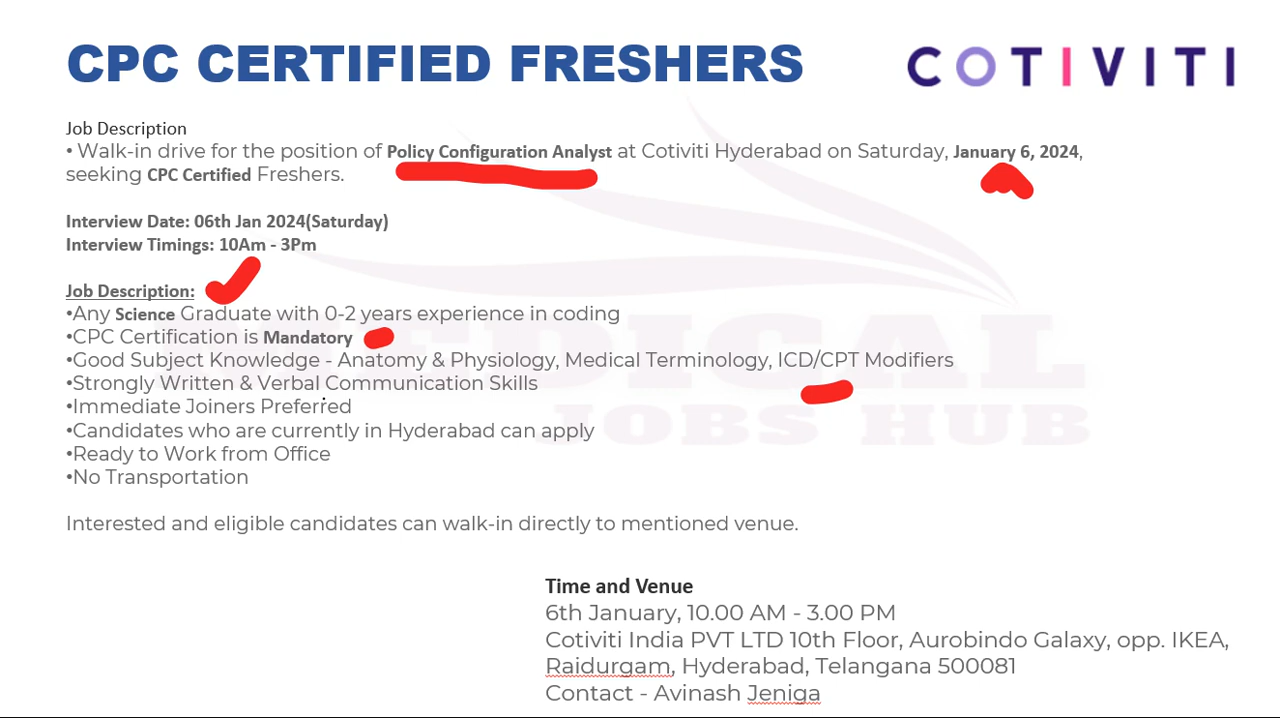 CPC CERTIFIED FRESHERS
COTIVITI
Job Description
• Walk-in drive for the position of Policy Configuration Analyst at Cotiviti Hyderabad on Saturday, January 6, 2024,
seeking CPC Certified Freshers.
Interview Date: 06th Jan 2024(Saturday)
Interview Timings: 10Am - 3Pm
Job Description:
•Any Science Graduate with 0-2 years experience in coding
•CPC Certification is Mandatory
•Good Subject Knowledge - Anatomy & Physiology, Medical Terminology, ICD/CPT Modifiers
•Strongly Written & Verbal Communication Skills
•Immediate Joiners Preferred
•Candidates who are currently in Hyderabad can apply
•Ready to Work from Office
•No Transportation
MEDICAL
JOBS HUB
Interested and eligible candidates can walk-in directly to mentioned venue.
Time and Venue
6th January, 10.00 AM - 3.00 PM
Cotiviti India PVT LTD 10th Floor, Aurobindo Galaxy, opp. IKEA,
Raidurgam, Hyderabad, Telangana 500081
Contact - Avinash Jeniga